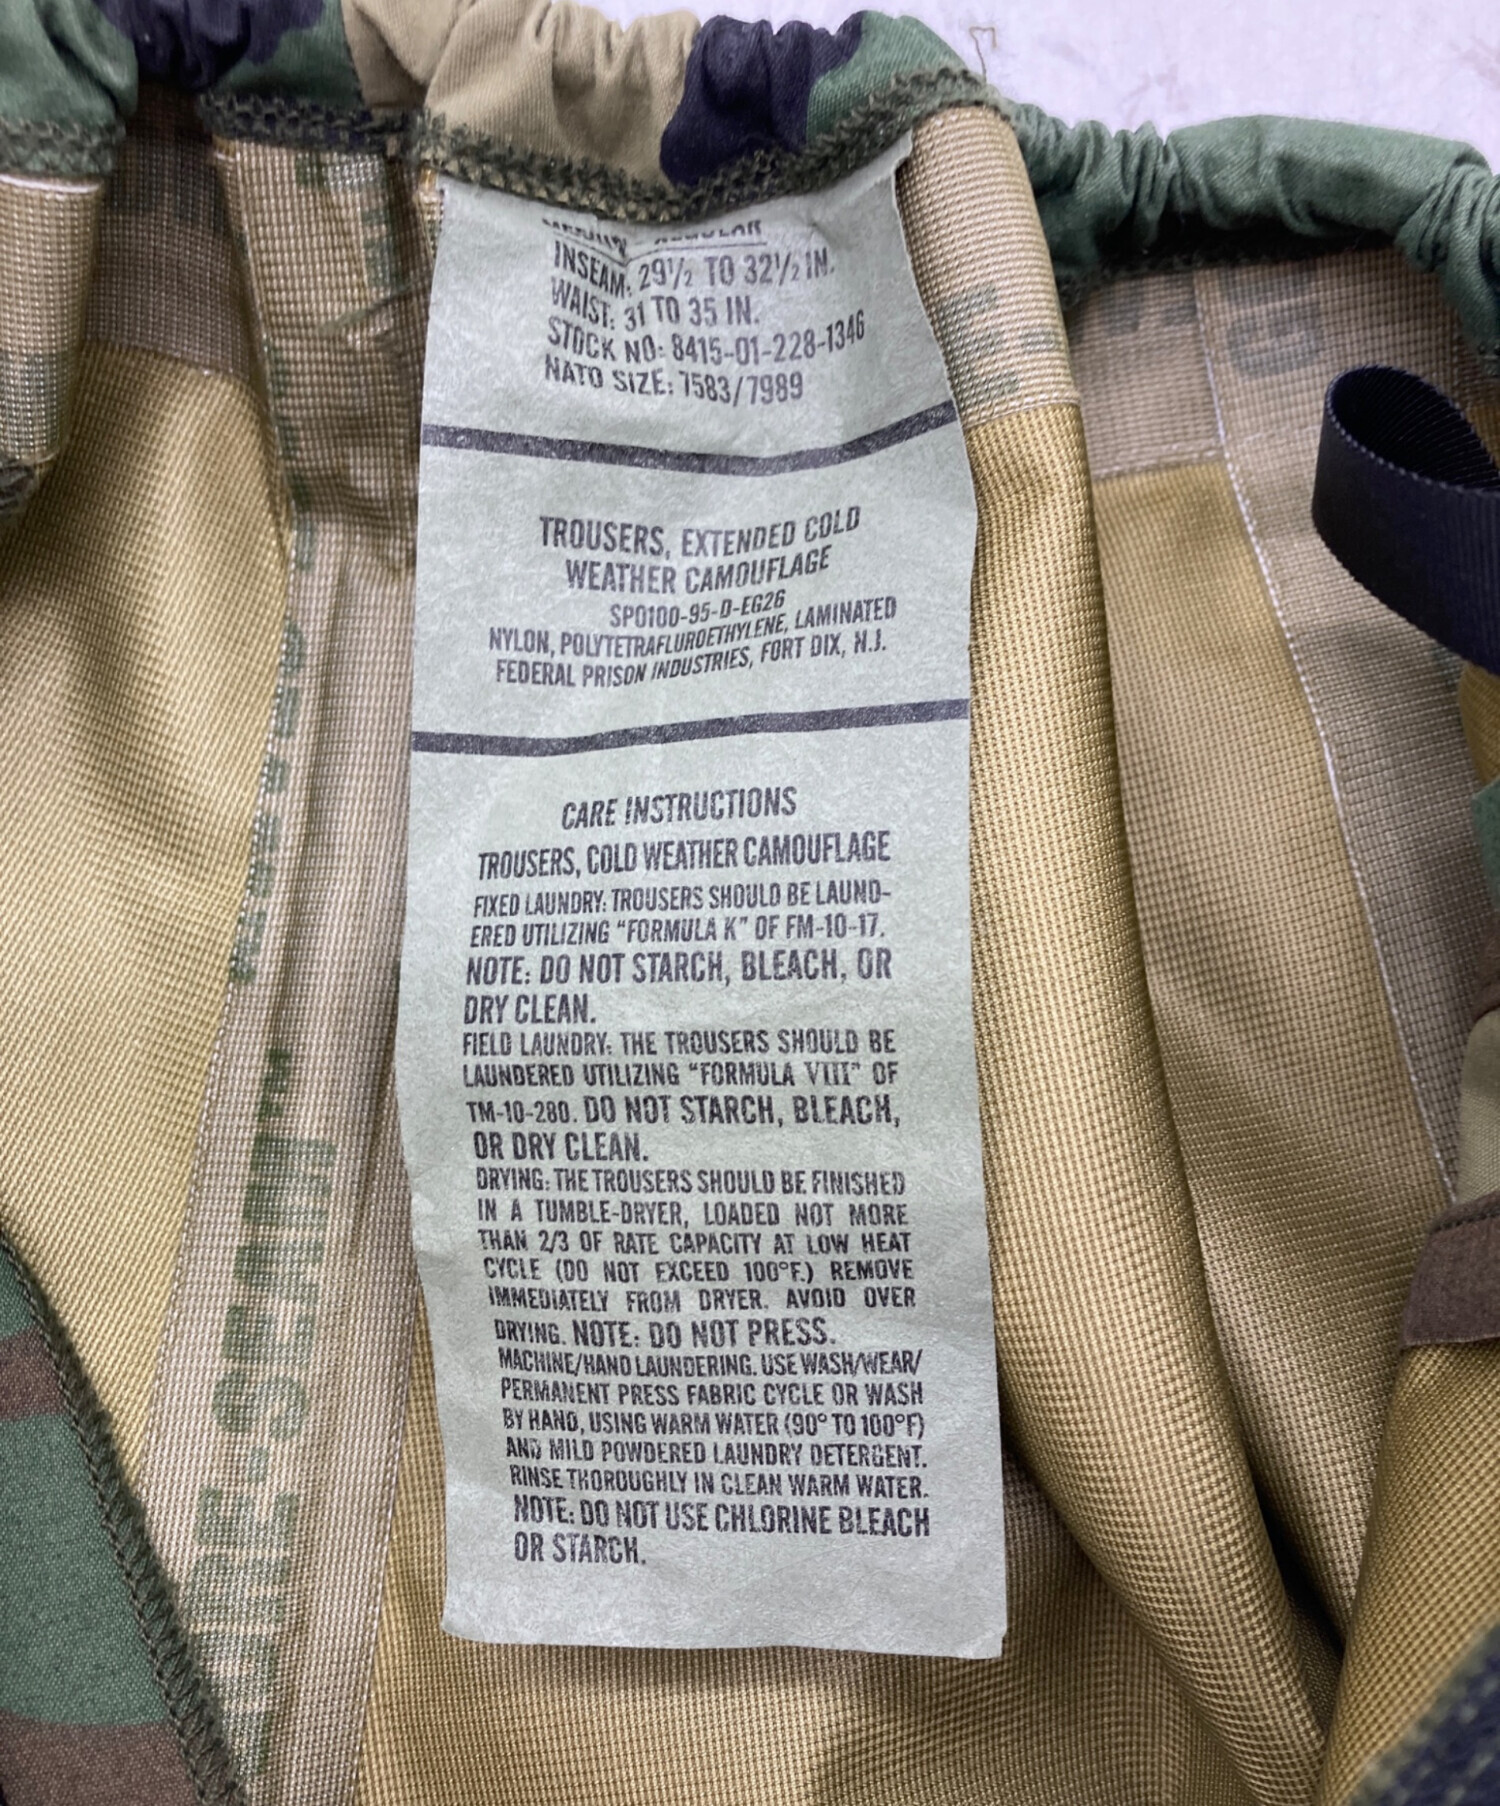 MEDIUM - REGULAR
INSEAM: 29 1/2 TO 32 1/2 IN.
WAIST: 31 TO 35 IN.
STOCK NO: 8415-01-228-1346
NATO SIZE: 7583/7989
TROUSERS, EXTENDED COLD
WEATHER CAMOUFLAGE
SPO100-95-D-EG26
NYLON, POLYTETRAFLUROETHYLENE, LAMINATED
FEDERAL PRISON INDUSTRIES, FORT DIX, N.J.
CARE INSTRUCTIONS
TROUSERS, COLD WEATHER CAMOUFLAGE
FIXED LAUNDRY: TROUSERS SHOULD BE LAUND-
ERED UTILIZING "FORMULA K" OF FM-10-17.
NOTE: DO NOT STARCH, BLEACH, OR
DRY CLEAN.
FIELD LAUNDRY: THE TROUSERS SHOULD BE
LAUNDERED UTILIZING "FORMULA VIII" OF
TM-10-280. DO NOT STARCH, BLEACH,
OR DRY CLEAN.
DRYING: THE TROUSERS SHOULD BE FINISHED
IN A TUMBLE-DRYER, LOADED NOT MORE
THAN 2/3 OF RATE CAPACITY AT LOW HEAT
CYCLE (DO NOT EXCEED 100°F.) REMOVE
IMMEDIATELY FROM DRYER. AVOID OVER
DRYING. NOTE: DO NOT PRESS.
MACHINE/HAND LAUNDERING. USE WASH/WEAR/
PERMANENT PRESS FABRIC CYCLE OR WASH
BY HAND, USING WARM WATER (90° TO 100°F)
AND MILD POWDERED LAUNDRY DETERGENT.
RINSE THOROUGHLY IN CLEAN WARM WATER.
NOTE: DO NOT USE CHLORINE BLEACH
OR STARCH.